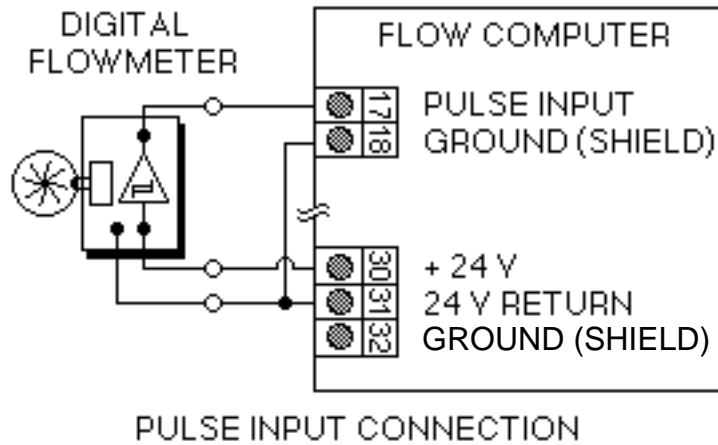 DIGITAL
FLOWMETER
FLOW COMPUTER
17 PULSE INPUT
18 GROUND (SHIELD)
30 + 24 V
31 24 V RETURN
32 GROUND (SHIELD)
PULSE INPUT CONNECTION